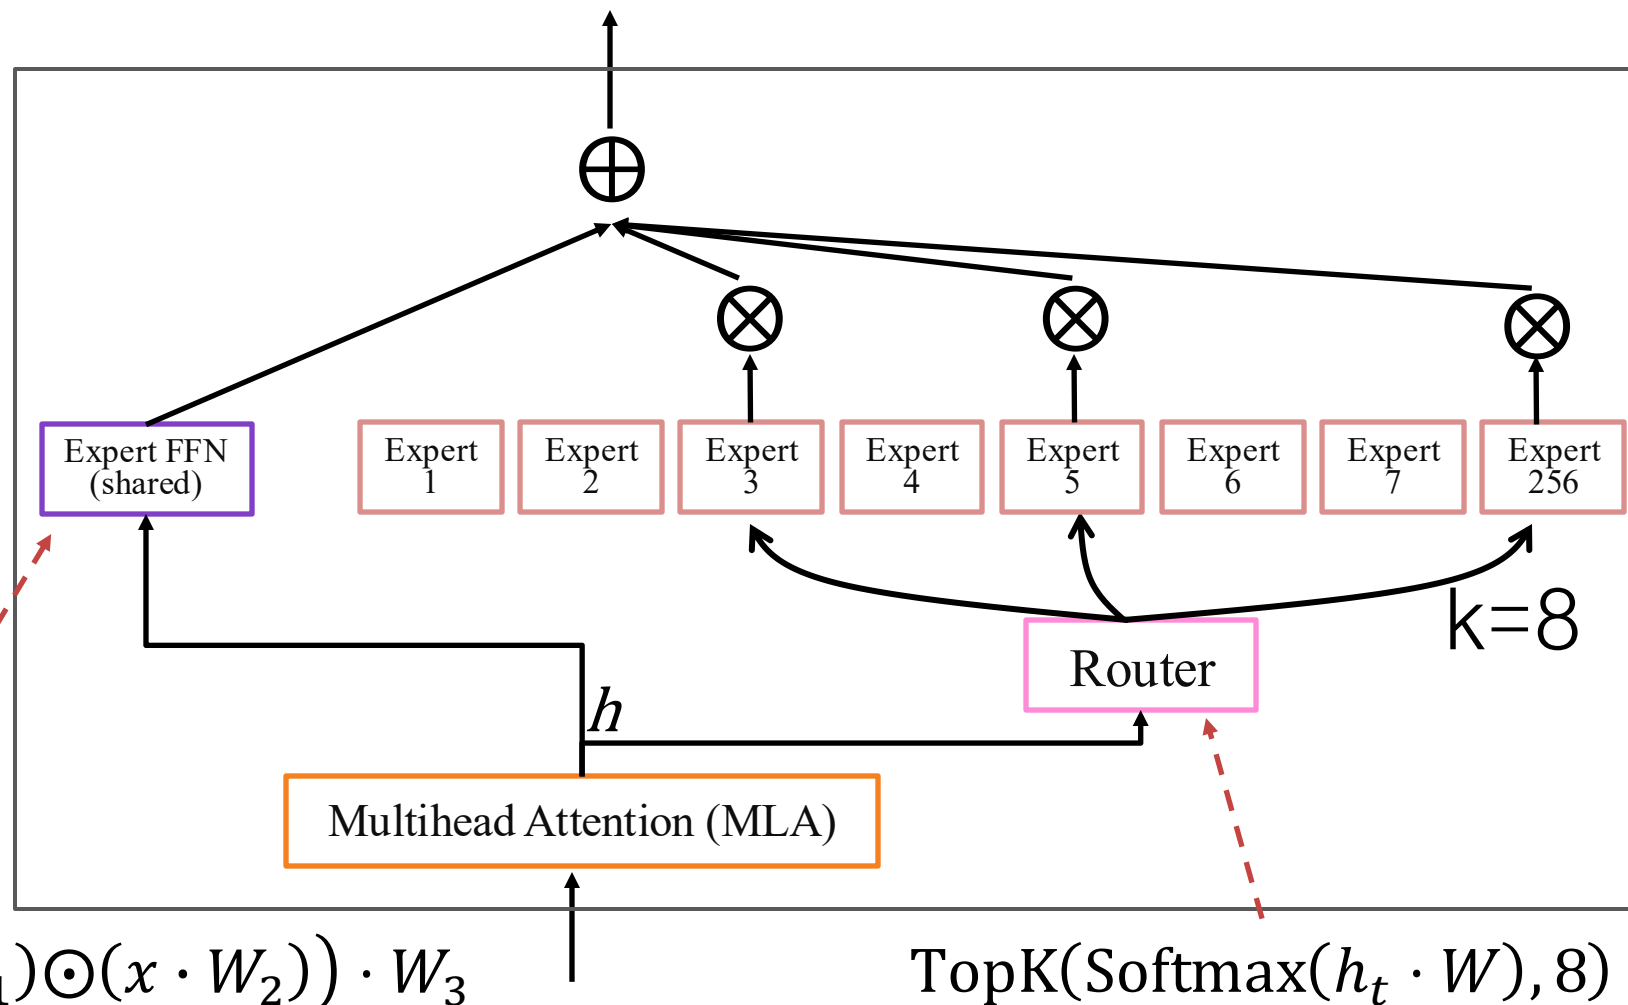 Expert FFN
(shared)
Expert
1
Expert
2
Expert
3
Expert
4
Expert
5
Expert
6
Expert
7
Expert
256
k=8
Router
h
Multihead Attention (MLA)
₁)⊙(x · W₂)) · W₃
TopK(Softmax(hₜ · W), 8)